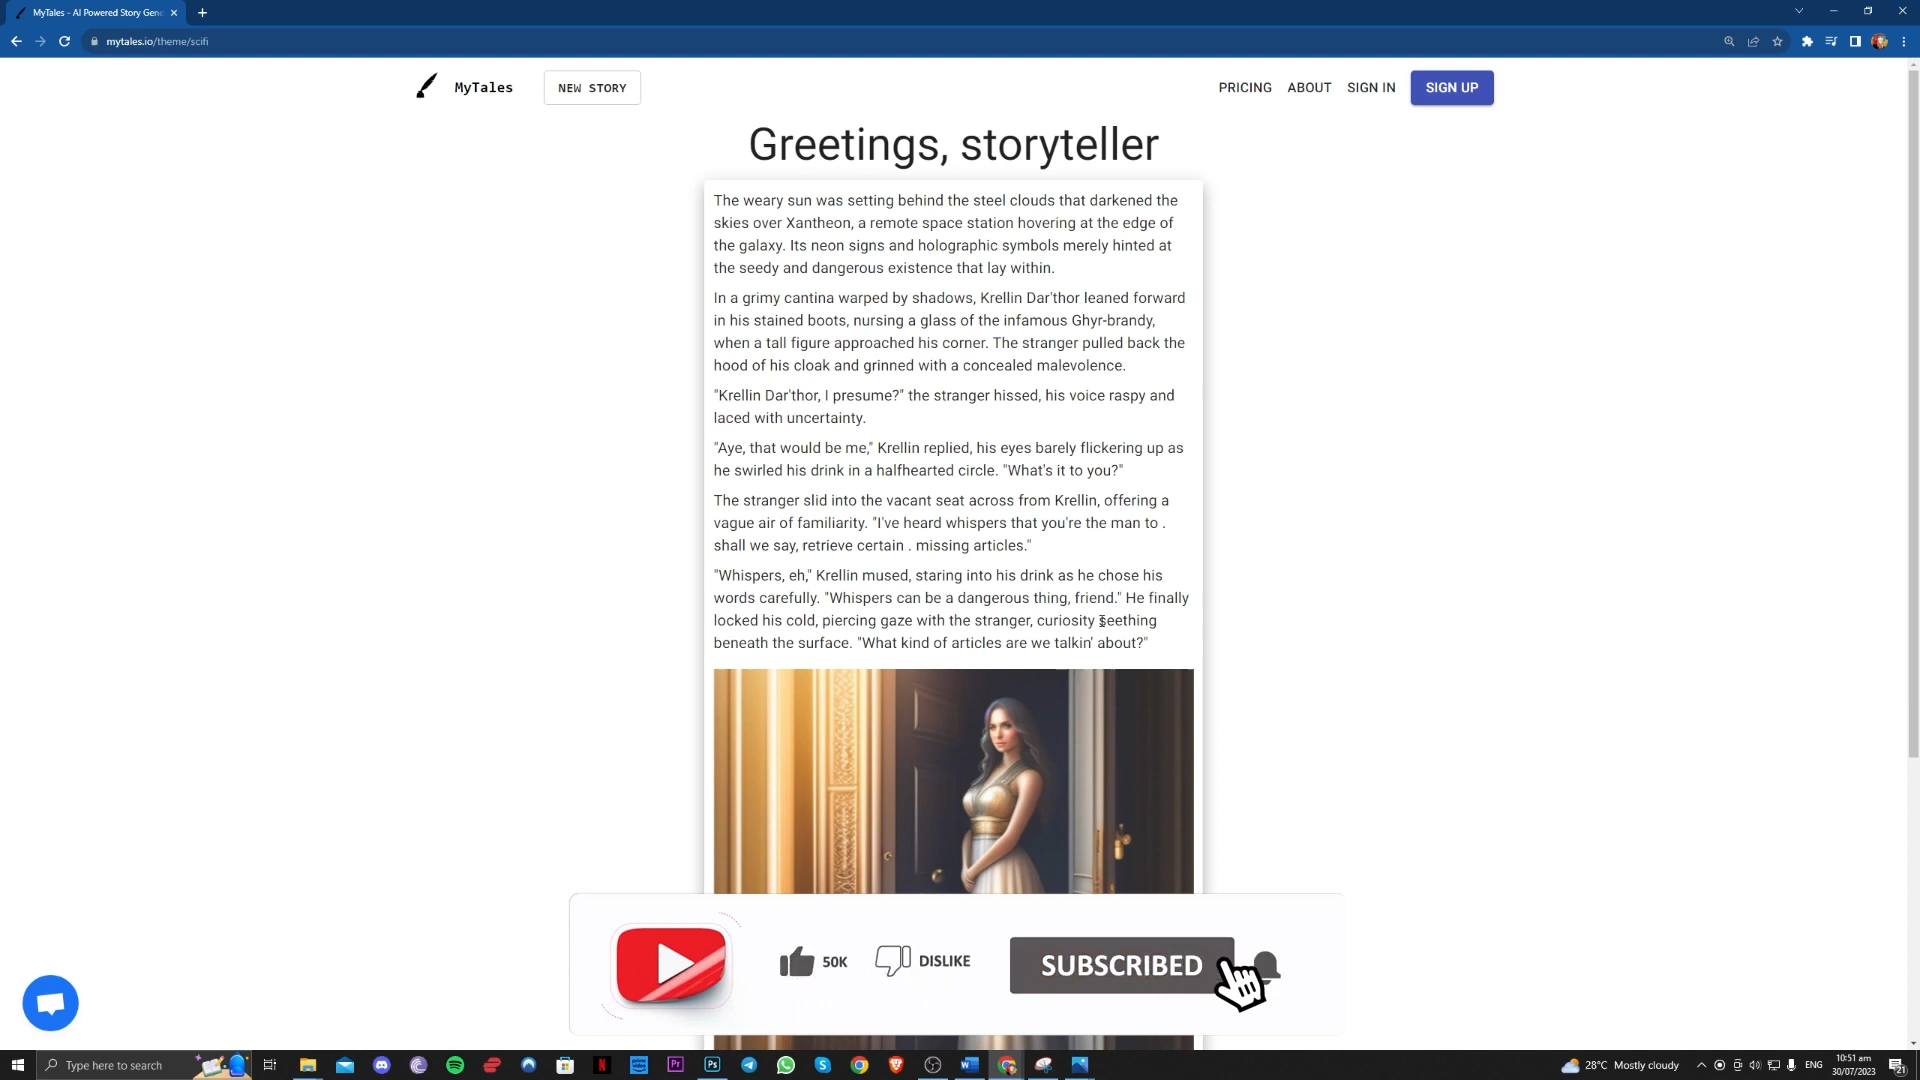 MyTales - AI Powered Story Gene
mytales.io/theme/scifi
MyTales
NEW STORY
PRICING
ABOUT
SIGN IN
SIGN UP
Greetings, storyteller
The weary sun was setting behind the steel clouds that darkened the
skies over Xantheon, a remote space station hovering at the edge of
the galaxy. Its neon signs and holographic symbols merely hinted at
the seedy and dangerous existence that lay within.
In a grimy cantina warped by shadows, Krellin Dar'thor leaned forward
in his stained boots, nursing a glass of the infamous Ghyr-brandy,
when a tall figure approached his corner. The stranger pulled back the
hood of his cloak and grinned with a concealed malevolence.
"Krellin Dar'thor, I presume?" the stranger hissed, his voice raspy and
laced with uncertainty.
"Aye, that would be me," Krellin replied, his eyes barely flickering up as
he swirled his drink in a halfhearted circle. "What's it to you?"
The stranger slid into the vacant seat across from Krellin, offering a
vague air of familiarity. "I've heard whispers that you're the man to .
shall we say, retrieve certain . missing articles."
"Whispers, eh," Krellin mused, staring into his drink as he chose his
words carefully. "Whispers can be a dangerous thing, friend." He finally
locked his cold, piercing gaze with the stranger, curiosity seething
beneath the surface. "What kind of articles are we talkin' about?"
50K
DISLIKE
SUBSCRIBED
Type here to search
28°C Mostly cloudy
ENG
10:51 am
30/07/2023
21